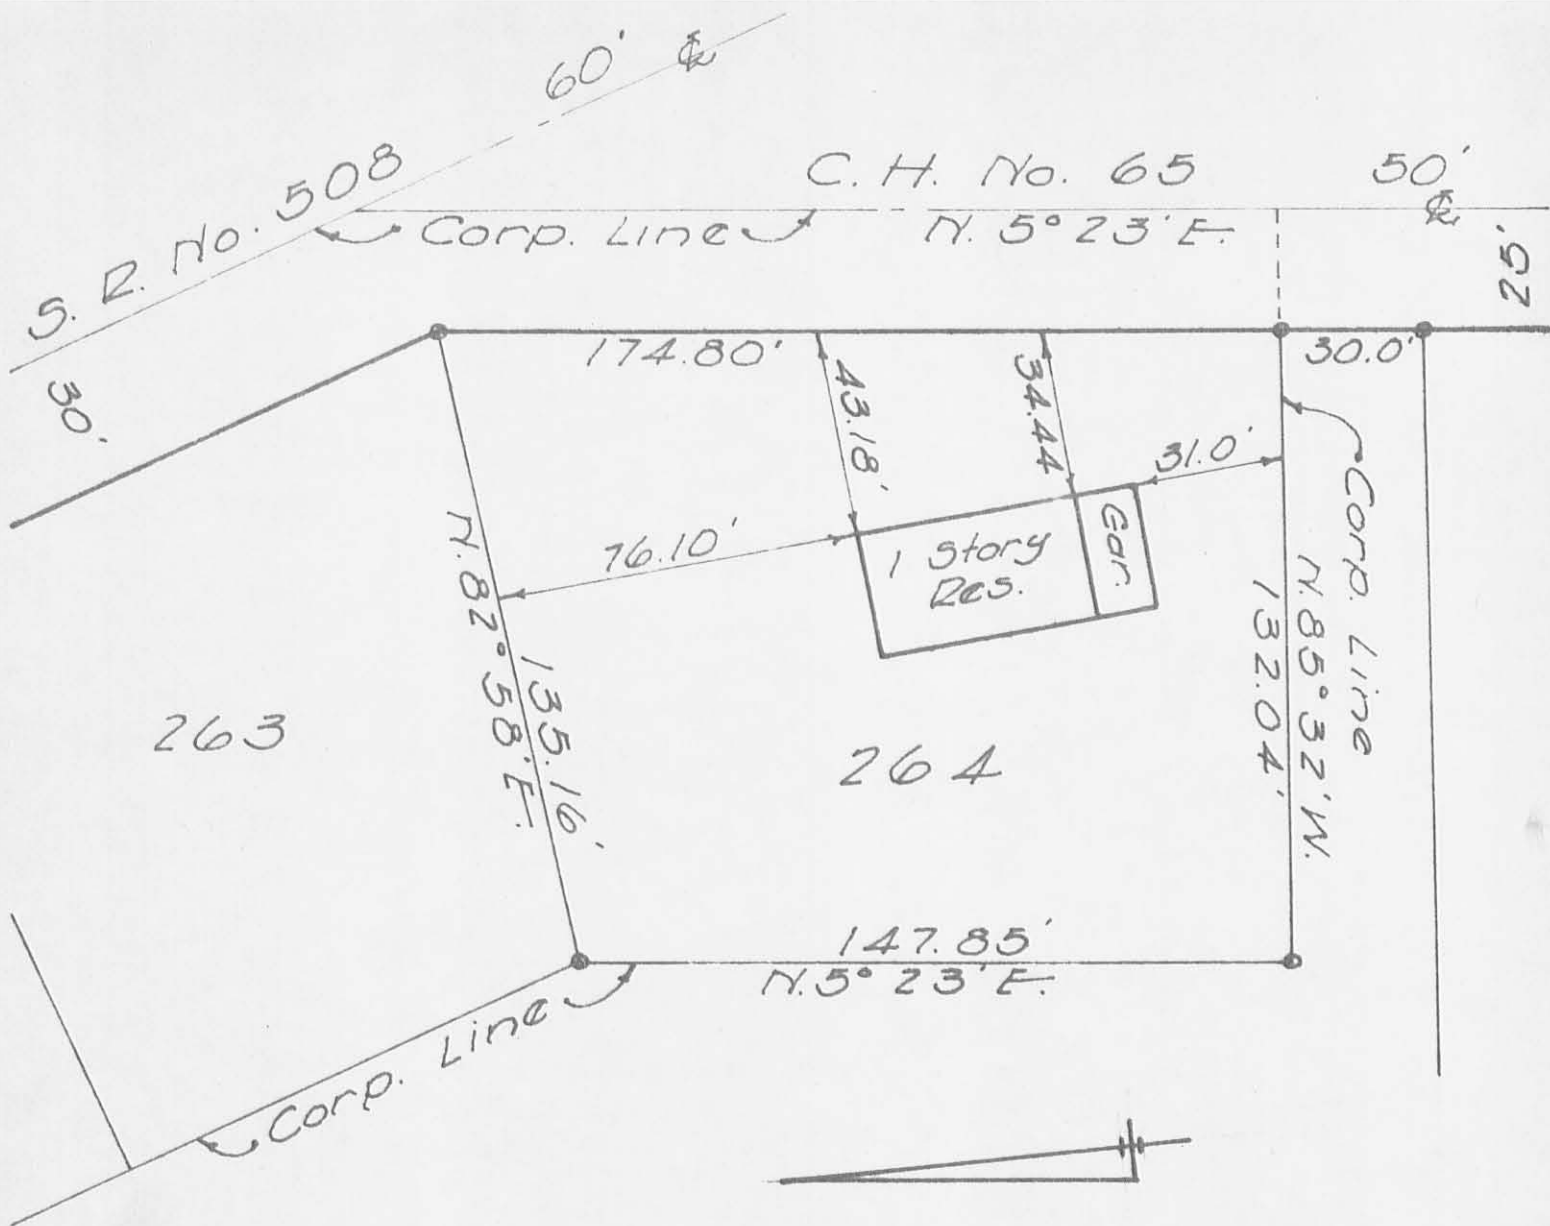 60' ℄
S. R. No. 508
C. H. No. 65
50'
℄
Corp. Line
N. 5° 23' E.
25'
30'
174.80'
30.0'
43.18'
34.44
31.0'
Corp. Line
76.10'
1 Story
Res.
Gar.
N. 82° 58' E.
135.16'
N. 85° 32' W.
132.04'
263
264
147.85'
N. 5° 23' E.
Corp. Line